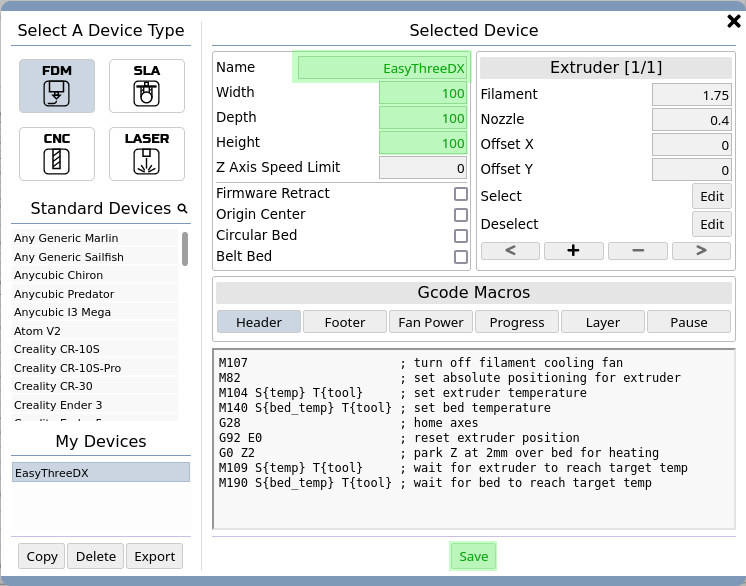 Select A Device Type
FDM
SLA
CNC
LASER
Standard Devices
Any Generic Marlin
Any Generic Sailfish
Anycubic Chiron
Anycubic Predator
Anycubic I3 Mega
Atom V2
Creality CR-10S
Creality CR-10S-Pro
Creality CR-30
Creality Ender 3
My Devices
EasyThreeDX
Copy Delete Export
Selected Device
Name EasyThreeDX
Width 100
Depth 100
Height 100
Z Axis Speed Limit 0
Firmware Retract
Origin Center
Circular Bed
Belt Bed
Extruder [1/1]
Filament 1.75
Nozzle 0.4
Offset X 0
Offset Y 0
Select Edit
Deselect Edit
< + − >
Gcode Macros
Header Footer Fan Power Progress Layer Pause
M107 ; turn off filament cooling fan
M82 ; set absolute positioning for extruder
M104 S{temp} T{tool} ; set extruder temperature
M140 S{bed_temp} T{tool} ; set bed temperature
G28 ; home axes
G92 E0 ; reset extruder position
G0 Z2 ; park Z at 2mm over bed for heating
M109 S{temp} T{tool} ; wait for extruder to reach target temp
M190 S{bed_temp} T{tool} ; wait for bed to reach target temp
Save